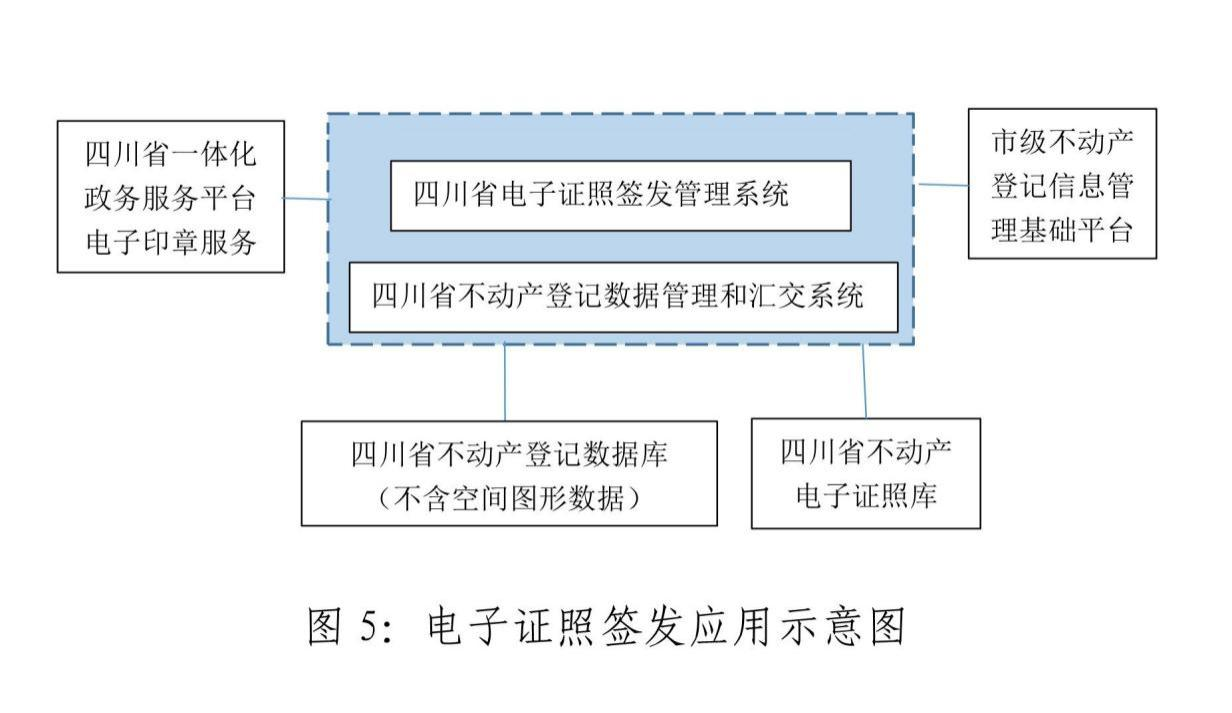 四川省一体化
政务服务平台
电子印章服务
四川省电子证照签发管理系统
四川省不动产登记数据管理和汇交系统
市级不动产
登记信息管
理基础平台
四川省不动产登记数据库
（不含空间图形数据）
四川省不动产
电子证照库
图 5：电子证照签发应用示意图